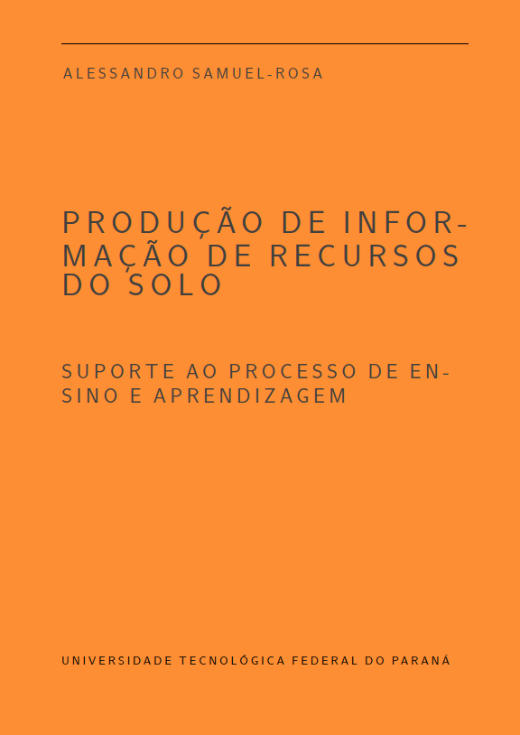 ALESSANDRO SAMUEL-ROSA
PRODUÇÃO DE INFOR-
MAÇÃO DE RECURSOS
DO SOLO
SUPORTE AO PROCESSO DE EN-
SINO E APRENDIZAGEM
UNIVERSIDADE TECNOLÓGICA FEDERAL DO PARANÁ